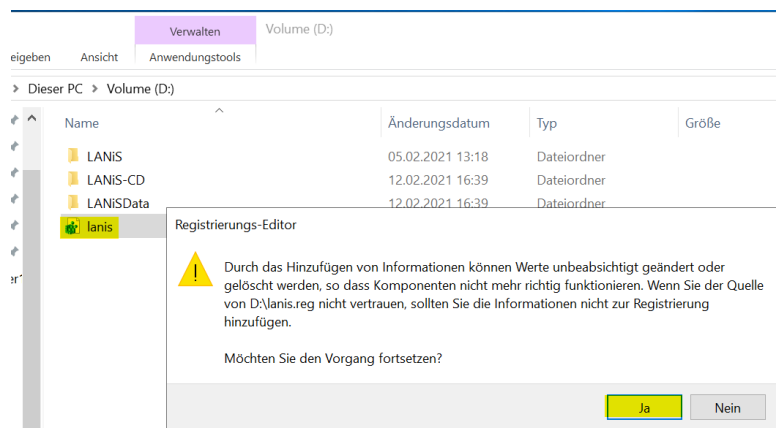 Verwalten
Volume (D:)
eigeben Ansicht Anwendungstools
> Dieser PC > Volume (D:)
Name Änderungsdatum Typ Größe
LANiS 05.02.2021 13:18 Dateiordner
LANiS-CD 12.02.2021 16:39 Dateiordner
LANiSData 12.02.2021 16:39 Dateiordner
lanis
Registrierungs-Editor
Durch das Hinzufügen von Informationen können Werte unbeabsichtigt geändert oder
gelöscht werden, so dass Komponenten nicht mehr richtig funktionieren. Wenn Sie der Quelle
von D:\lanis.reg nicht vertrauen, sollten Sie die Informationen nicht zur Registrierung
hinzufügen.
Möchten Sie den Vorgang fortsetzen?
Ja Nein